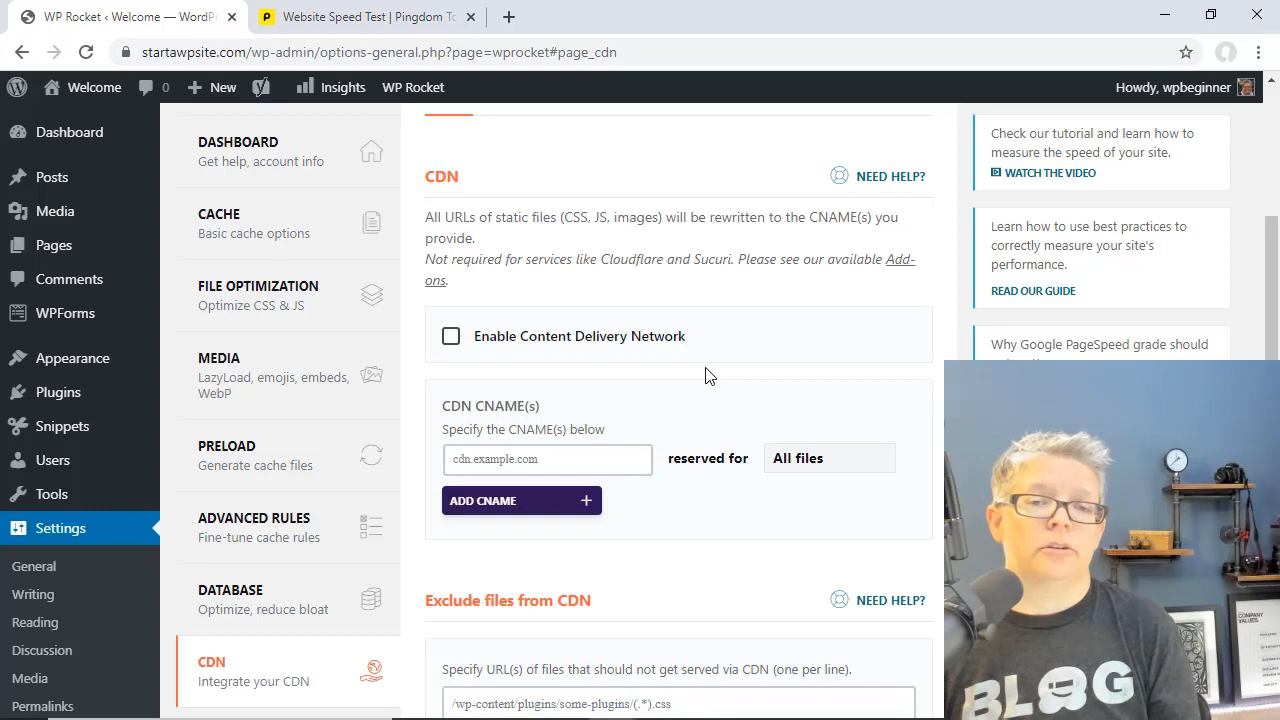 WP Rocket ‹ Welcome — WordPr
Website Speed Test | Pingdom To
startawpsite.com/wp-admin/options-general.php?page=wprocket#page_cdn
Welcome
0
New
Insights
WP Rocket
Howdy, wpbeginner
Dashboard
Posts
Media
Pages
Comments
WPForms
Appearance
Plugins
Snippets
Users
Tools
Settings
General
Writing
Reading
Discussion
Media
Permalinks
DASHBOARD
Get help, account info
CACHE
Basic cache options
FILE OPTIMIZATION
Optimize CSS & JS
MEDIA
LazyLoad, emojis, embeds,
WebP
PRELOAD
Generate cache files
ADVANCED RULES
Fine-tune cache rules
DATABASE
Optimize, reduce bloat
CDN
Integrate your CDN
CDN
NEED HELP?
All URLs of static files (CSS, JS, images) will be rewritten to the CNAME(s) you
provide.
Not required for services like Cloudflare and Sucuri. Please see our available Add-
ons.
Enable Content Delivery Network
CDN CNAME(s)
Specify the CNAME(s) below
cdn.example.com
reserved for
All files
ADD CNAME +
Exclude files from CDN
NEED HELP?
Specify URL(s) of files that should not get served via CDN (one per line).
/wp-content/plugins/some-plugins/(.*).css
Check our tutorial and learn how to
measure the speed of your site.
WATCH THE VIDEO
Learn how to use best practices to
correctly measure your site's
performance.
READ OUR GUIDE
Why Google PageSpeed grade should
COMPANY
VALUES
BLOG